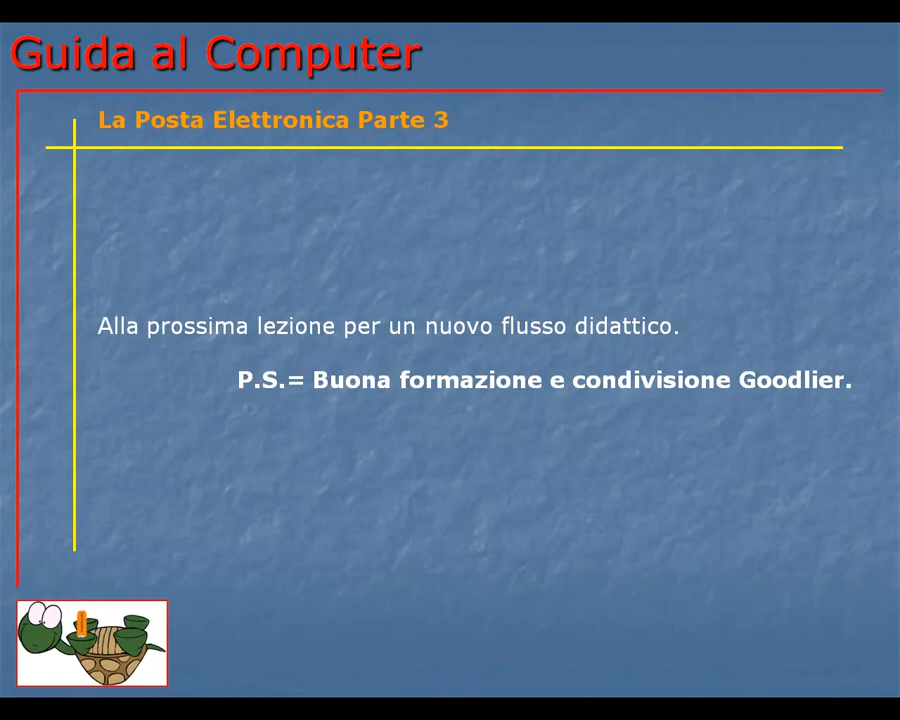 Guida al Computer
La Posta Elettronica Parte 3
Alla prossima lezione per un nuovo flusso didattico.
P.S.= Buona formazione e condivisione Goodlier.